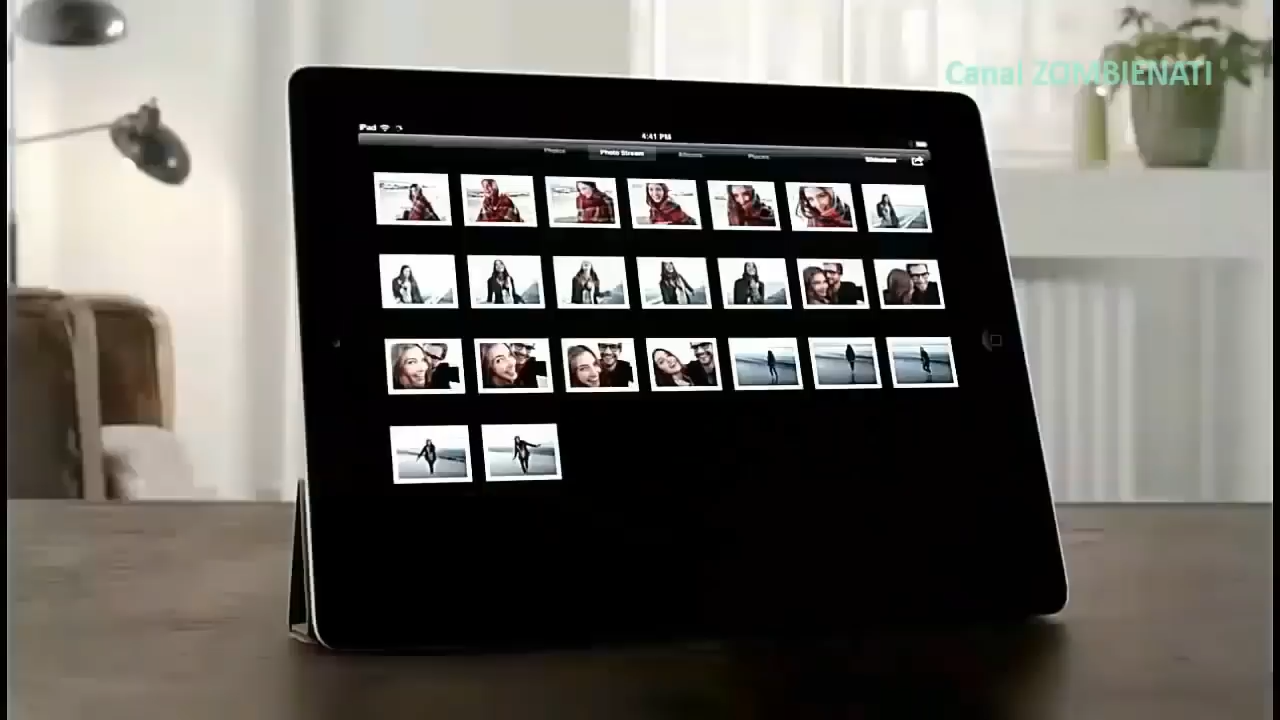 Canal ZOMBIENATI
iPad 4:41 PM
Photos Photo Stream Albums Places Slideshow